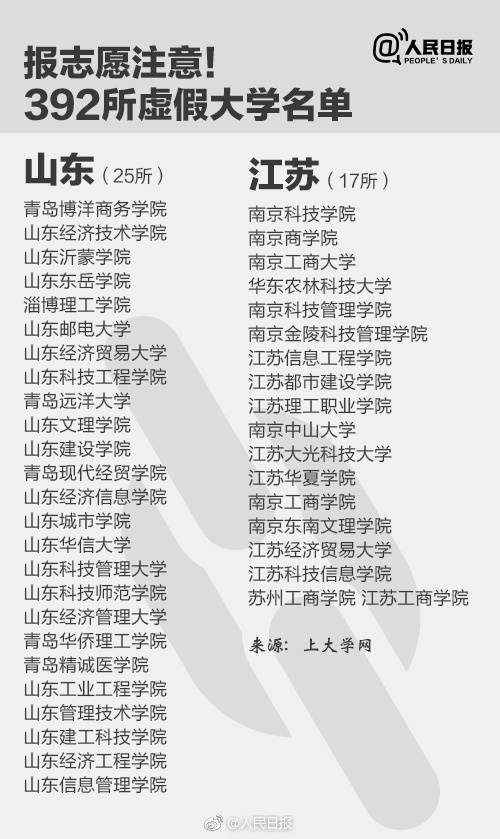 @人民日报
PEOPLE'S DAILY
报志愿注意!
392所虚假大学名单
山东（25所）
青岛博洋商务学院
山东经济技术学院
山东沂蒙学院
山东东岳学院
淄博理工学院
山东邮电大学
山东经济贸易大学
山东科技工程学院
青岛远洋大学
山东文理学院
山东建设学院
青岛现代经贸学院
山东经济信息学院
山东城市学院
山东华信大学
山东科技管理大学
山东科技师范学院
山东经济管理大学
青岛华侨理工学院
青岛精诚医学院
山东工业工程学院
山东管理技术学院
山东建工科技学院
山东经济工程学院
山东信息管理学院
江苏（17所）
南京科技学院
南京商学院
南京工商大学
华东农林科技大学
南京科技管理学院
南京金陵科技管理学院
江苏信息工程学院
江苏都市建设学院
江苏理工职业学院
南京中山大学
江苏大光科技大学
江苏华夏学院
南京工商学院
南京东南文理学院
江苏经济贸易大学
江苏科技信息学院
苏州工商学院 江苏工商学院
来源: 上大学网
@人民日报